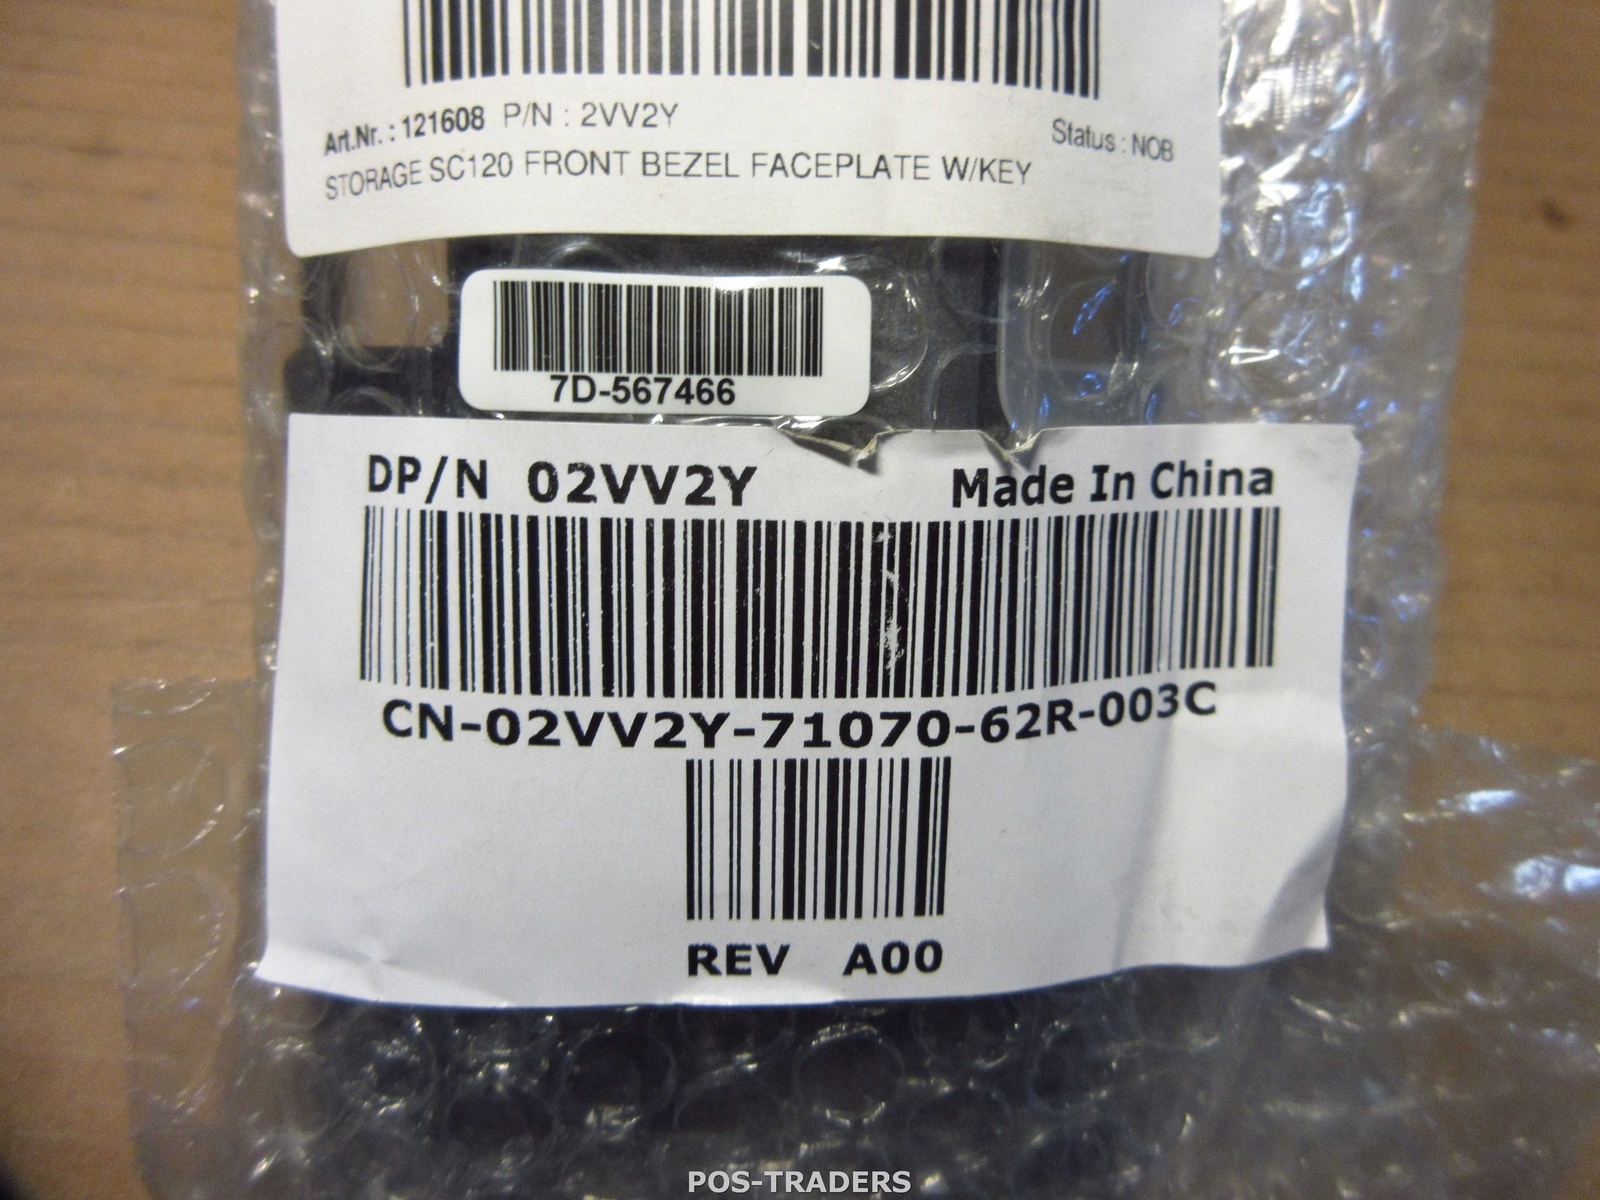 Art.Nr. : 121608 P/N : 2VV2Y Status : NOB
STORAGE SC120 FRONT BEZEL FACEPLATE W/KEY
7D-567466
DP/N 02VV2Y Made In China
CN-02VV2Y-71070-62R-003C
REV A00
POS-TRADERS